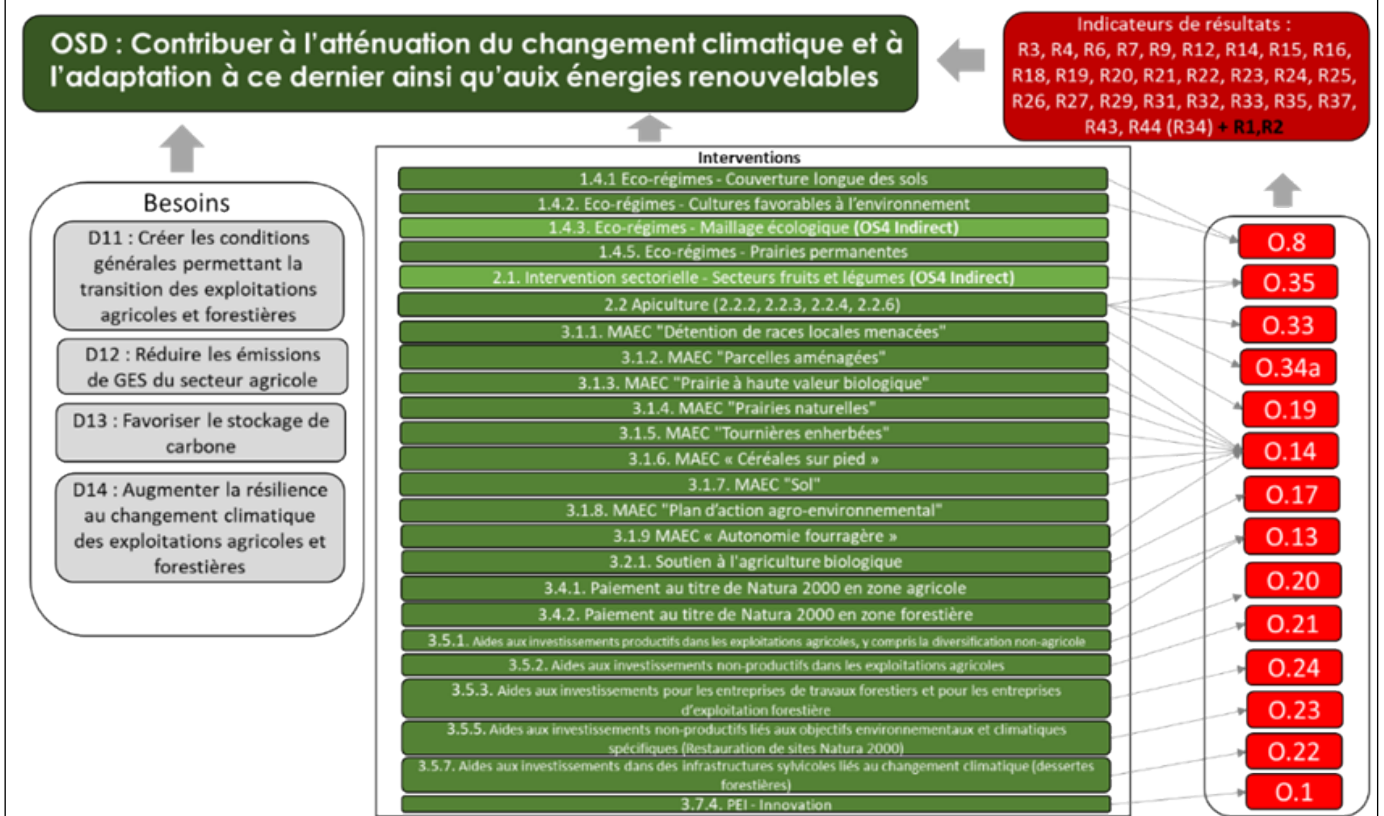 OSD : Contribuer à l'atténuation du changement climatique et à
l'adaptation à ce dernier ainsi qu'auix énergies renouvelables
Indicateurs de résultats :
R3, R4, R6, R7, R9, R12, R14, R15, R16,
R18, R19, R20, R21, R22, R23, R24, R25,
R26, R27, R29, R31, R32, R33, R35, R37,
R43, R44 (R34) + R1,R2
Besoins
D11 : Créer les conditions
générales permettant la
transition des exploitations
agricoles et forestières
D12 : Réduire les émissions
de GES du secteur agricole
D13 : Favoriser le stockage de
carbone
D14 : Augmenter la résilience
au changement climatique
des exploitations agricoles et
forestières
Interventions
1.4.1 Eco-régimes - Couverture longue des sols
1.4.2. Eco-régimes - Cultures favorables à l'environnement
1.4.3. Eco-régimes - Maillage écologique (OS4 Indirect)
1.4.5. Eco-régimes - Prairies permanentes
2.1. Intervention sectorielle - Secteurs fruits et légumes (OS4 Indirect)
2.2 Apiculture (2.2.2, 2.2.3, 2.2.4, 2.2.6)
3.1.1. MAEC "Détention de races locales menacées"
3.1.2. MAEC "Parcelles aménagées"
3.1.3. MAEC "Prairie à haute valeur biologique"
3.1.4. MAEC "Prairies naturelles"
3.1.5. MAEC "Tournières enherbées"
3.1.6. MAEC « Céréales sur pied »
3.1.7. MAEC "Sol"
3.1.8. MAEC "Plan d'action agro-environnemental"
3.1.9 MAEC « Autonomie fourragère »
3.2.1. Soutien à l'agriculture biologique
3.4.1. Paiement au titre de Natura 2000 en zone agricole
3.4.2. Paiement au titre de Natura 2000 en zone forestière
3.5.1. Aides aux investissements productifs dans les exploitations agricoles, y compris la diversification non-agricole
3.5.2. Aides aux investissements non-productifs dans les exploitations agricoles
3.5.3. Aides aux investissements pour les entreprises de travaux forestiers et pour les entreprises
d'exploitation forestière
3.5.5. Aides aux investissements non-productifs liés aux objectifs environnementaux et climatiques
spécifiques (Restauration de sites Natura 2000)
3.5.7. Aides aux investissements dans des infrastructures sylvicoles liés au changement climatique (dessertes
forestières)
3.7.4. PEI - Innovation
O.8
O.35
O.33
O.34a
O.19
O.14
O.17
O.13
O.20
O.21
O.24
O.23
O.22
O.1